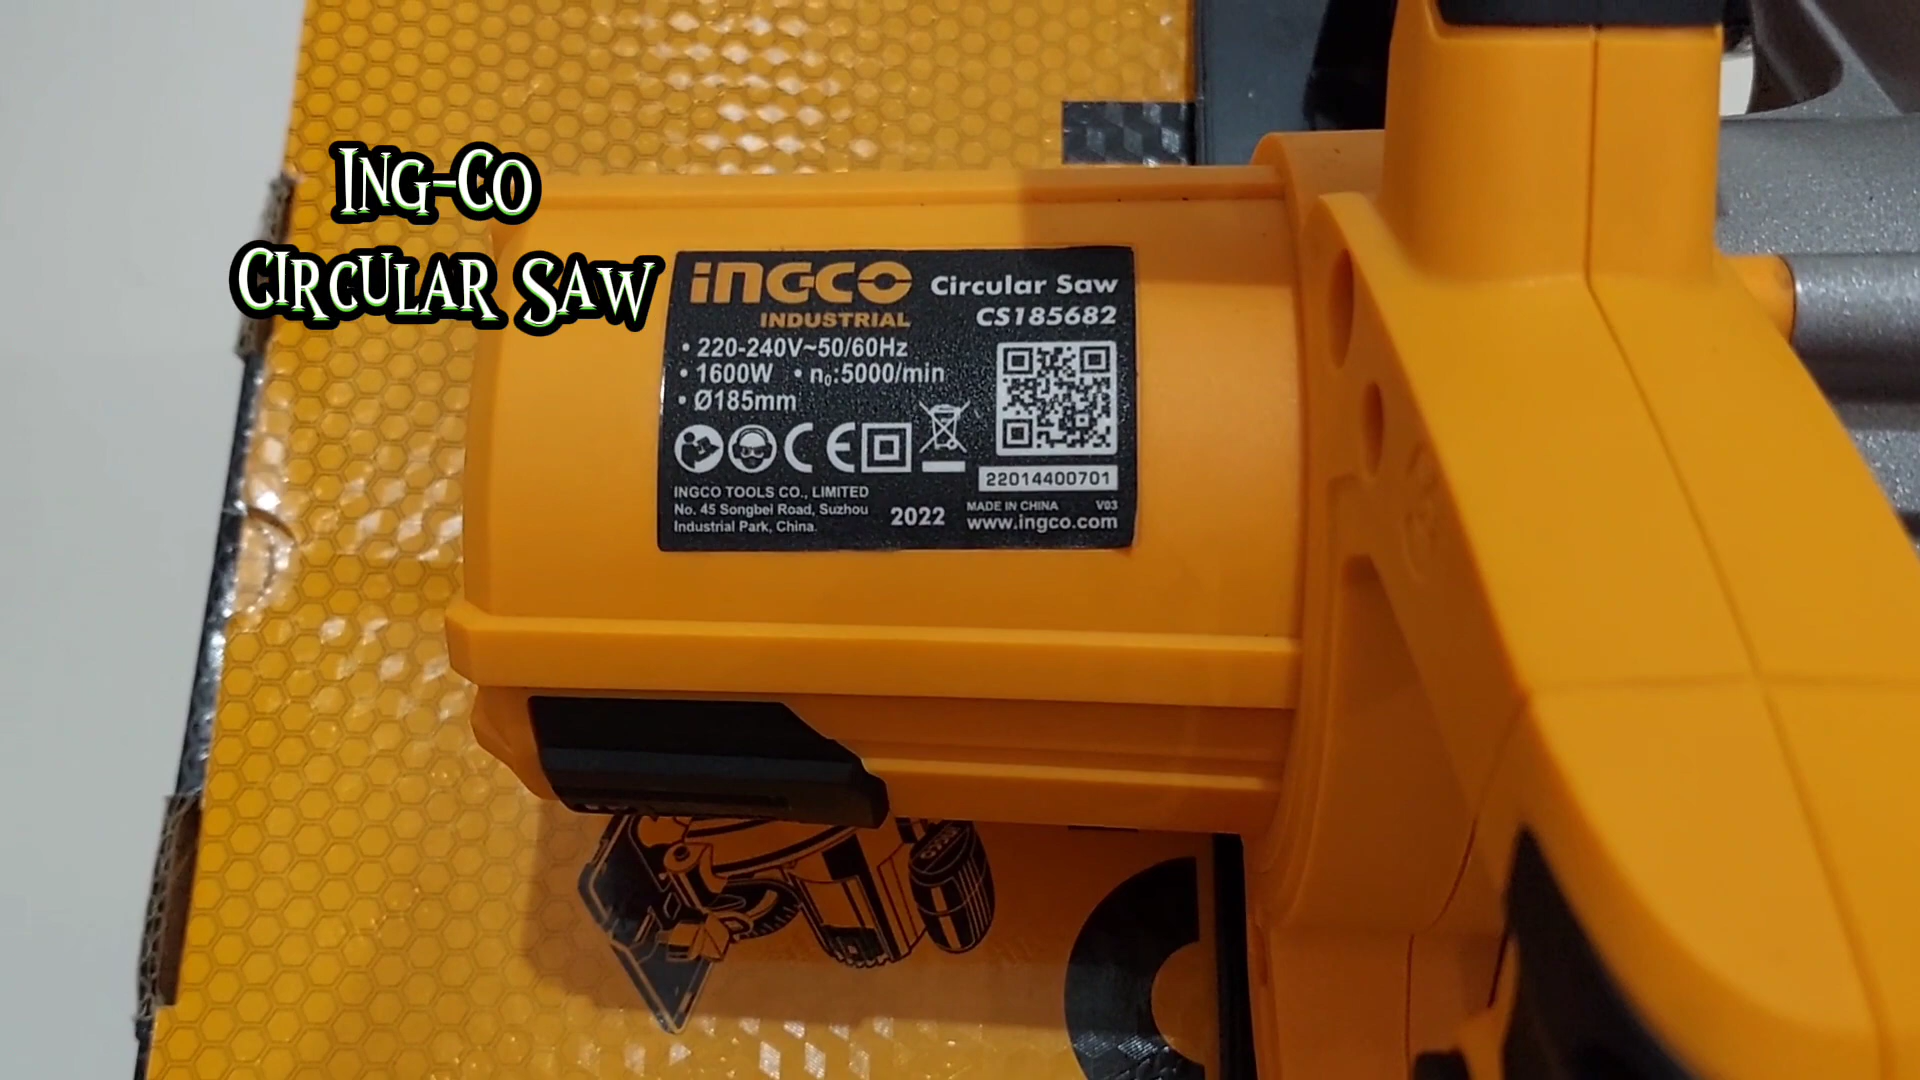 Ing-Co
Circular Saw
INGCO
INDUSTRIAL
Circular Saw
CS185682
• 220-240V~50/60Hz
• 1600W • n₀:5000/min
• Ø185mm
CE
22014400701
INGCO TOOLS CO., LIMITED
No. 45 Songbei Road, Suzhou
Industrial Park, China.
2022
MADE IN CHINA V03
www.ingco.com